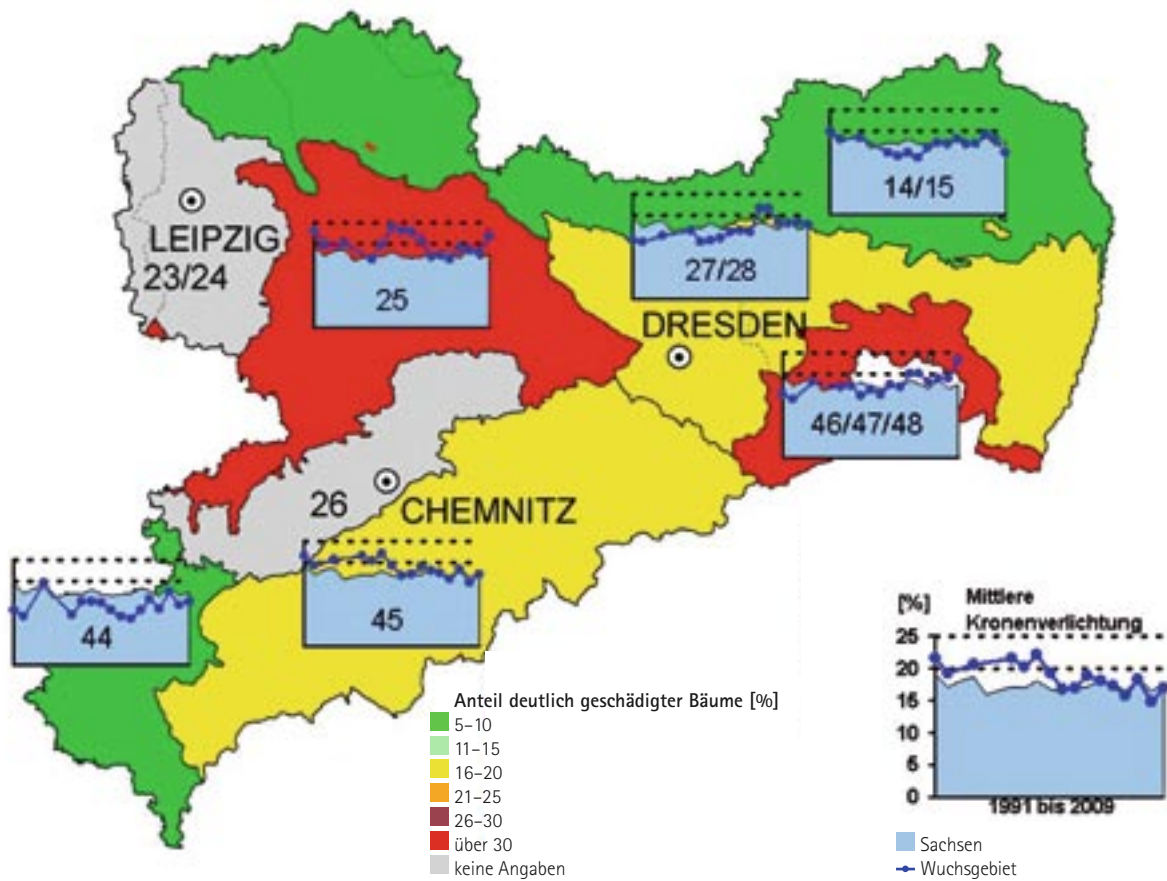 14/15
LEIPZIG
23/24
25
27/28
DRESDEN
46/47/48
26
CHEMNITZ
44
45
[%]
Mittlere
Kronenverlichtung
25
20
15
10
5
0
1991 bis 2009
Sachsen
Wuchsgebiet
Anteil deutlich geschädigter Bäume [%]
5–10
11–15
16–20
21–25
26–30
über 30
keine Angaben